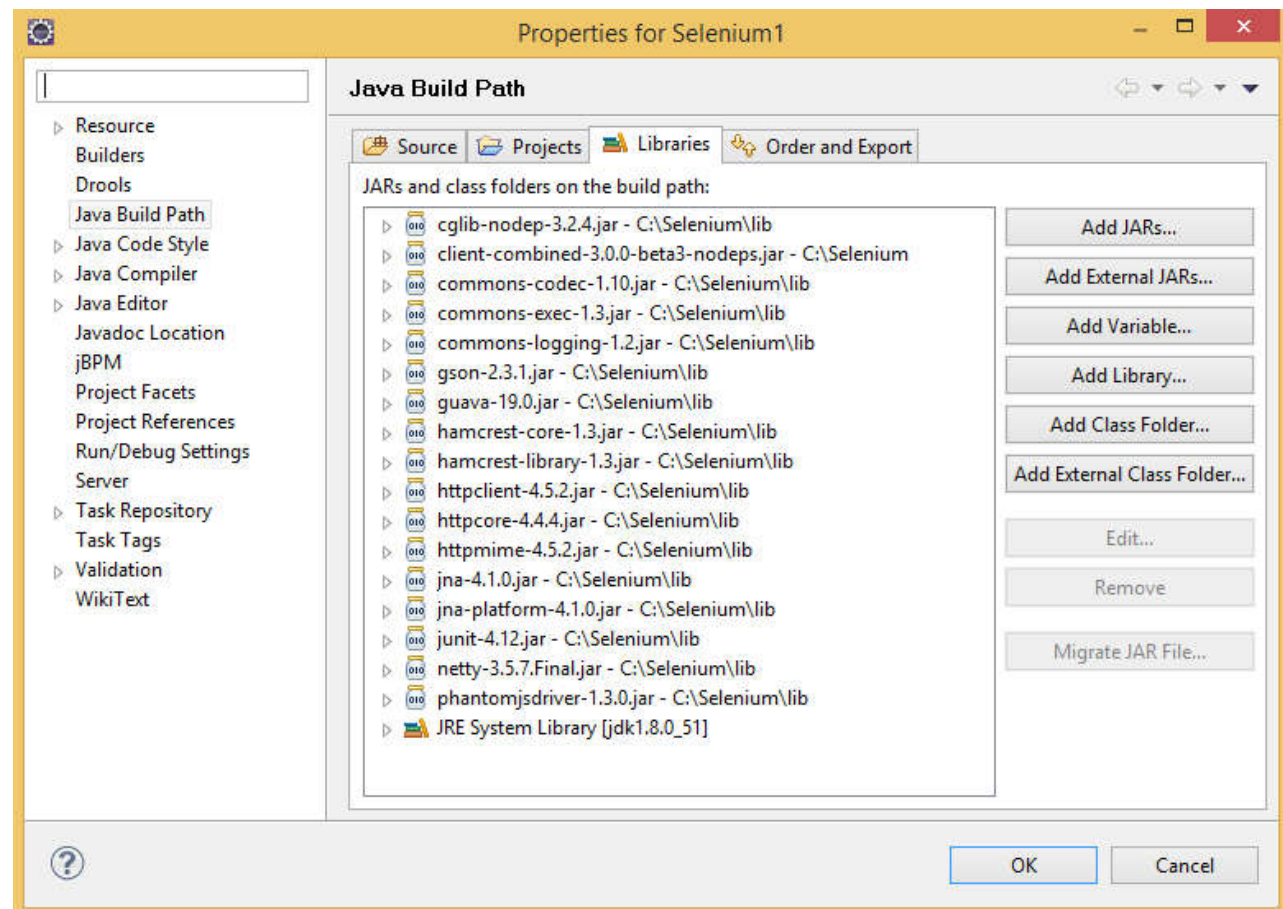 Properties for Selenium1
Resource
Builders
Drools
Java Build Path
Java Code Style
Java Compiler
Java Editor
Javadoc Location
jBPM
Project Facets
Project References
Run/Debug Settings
Server
Task Repository
Task Tags
Validation
WikiText
Java Build Path
Source Projects Libraries Order and Export
JARs and class folders on the build path:
cglib-nodep-3.2.4.jar - C:\Selenium\lib
client-combined-3.0.0-beta3-nodeps.jar - C:\Selenium
commons-codec-1.10.jar - C:\Selenium\lib
commons-exec-1.3.jar - C:\Selenium\lib
commons-logging-1.2.jar - C:\Selenium\lib
gson-2.3.1.jar - C:\Selenium\lib
guava-19.0.jar - C:\Selenium\lib
hamcrest-core-1.3.jar - C:\Selenium\lib
hamcrest-library-1.3.jar - C:\Selenium\lib
httpclient-4.5.2.jar - C:\Selenium\lib
httpcore-4.4.4.jar - C:\Selenium\lib
httpmime-4.5.2.jar - C:\Selenium\lib
jna-4.1.0.jar - C:\Selenium\lib
jna-platform-4.1.0.jar - C:\Selenium\lib
junit-4.12.jar - C:\Selenium\lib
netty-3.5.7.Final.jar - C:\Selenium\lib
phantomjsdriver-1.3.0.jar - C:\Selenium\lib
JRE System Library [jdk1.8.0_51]
Add JARs...
Add External JARs...
Add Variable...
Add Library...
Add Class Folder...
Add External Class Folder...
Edit...
Remove
Migrate JAR File...
OK Cancel